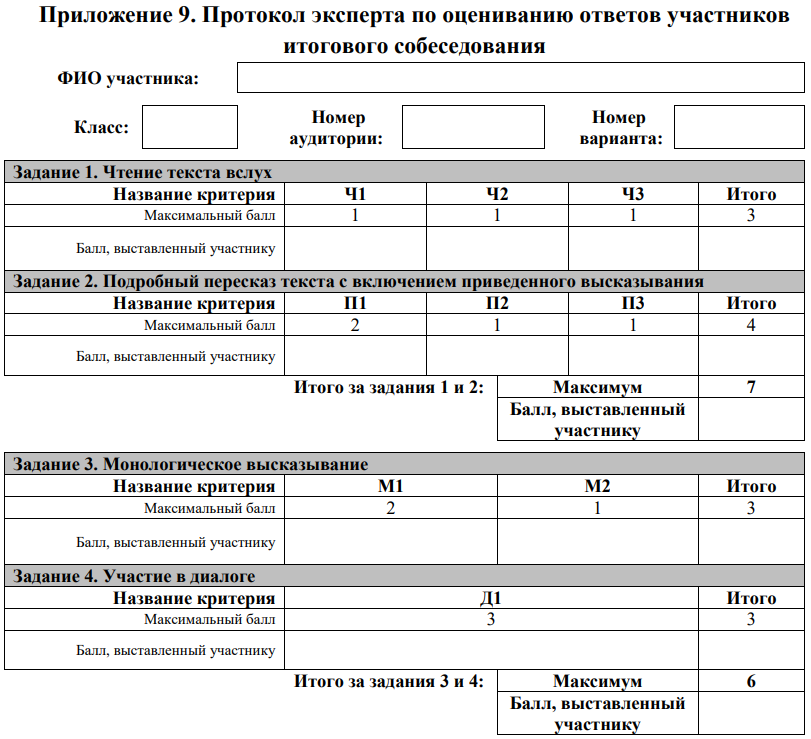 Приложение 9. Протокол эксперта по оцениванию ответов участников
итогового собеседования
ФИО участника:
Класс:
Номер
аудитории:
Номер
варианта:
Задание 1. Чтение текста вслух
Название критерия Ч1 Ч2 Ч3 Итого
Максимальный балл 1 1 1 3
Балл, выставленный участнику
Задание 2. Подробный пересказ текста с включением приведенного высказывания
Название критерия П1 П2 П3 Итого
Максимальный балл 2 1 1 4
Балл, выставленный участнику
Итого за задания 1 и 2: Максимум 7
Балл, выставленный
участнику
Задание 3. Монологическое высказывание
Название критерия М1 М2 Итого
Максимальный балл 2 1 3
Балл, выставленный участнику
Задание 4. Участие в диалоге
Название критерия Д1 Итого
Максимальный балл 3 3
Балл, выставленный участнику
Итого за задания 3 и 4: Максимум 6
Балл, выставленный
участнику